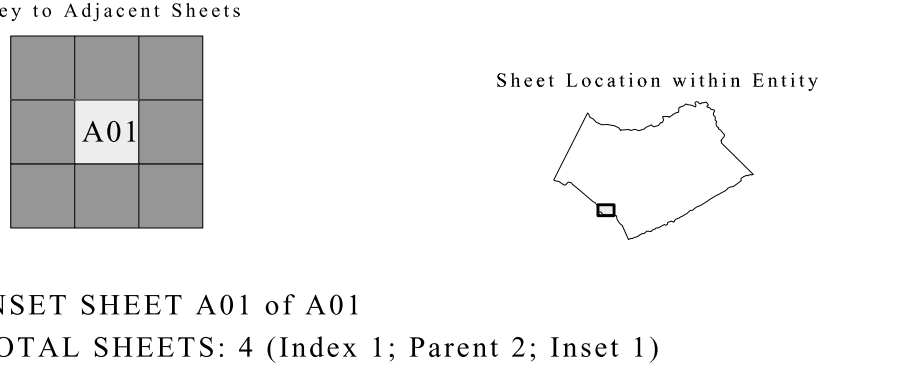 ey to Adjacent Sheets
Sheet Location within Entity
A01
NSET SHEET A01 of A01
OTAL SHEETS: 4 (Index 1; Parent 2; Inset 1)